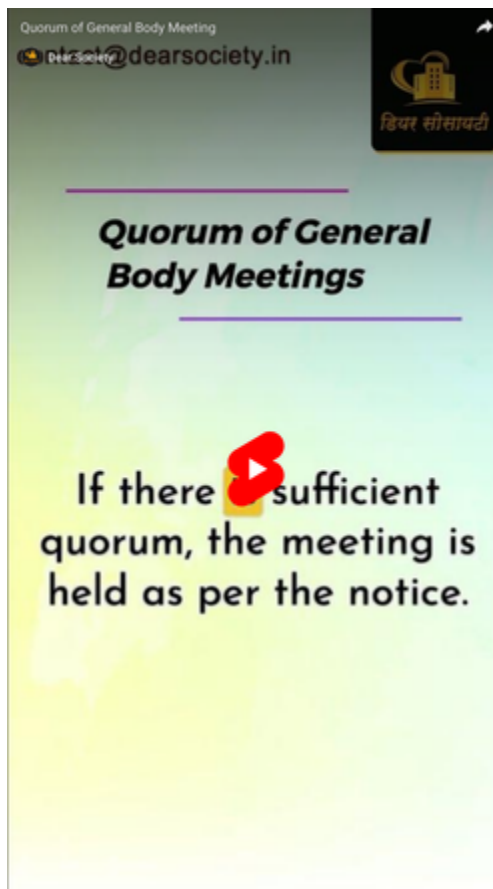 Quorum of General Body Meeting
contact@dearsociety.in
Dear Society
डियर सोसायटी
Quorum of General
Body Meetings
If there sufficient
quorum, the meeting is
held as per the notice.